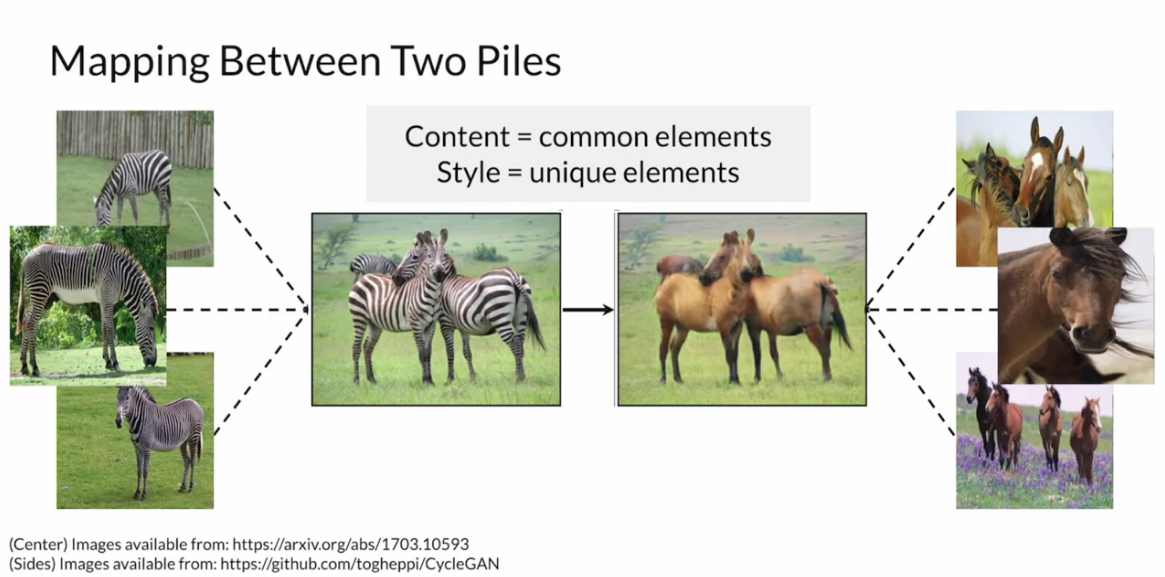 Mapping Between Two Piles
Content = common elements
Style = unique elements
(Center) Images available from: https://arxiv.org/abs/1703.10593
(Sides) Images available from: https://github.com/togheppi/CycleGAN